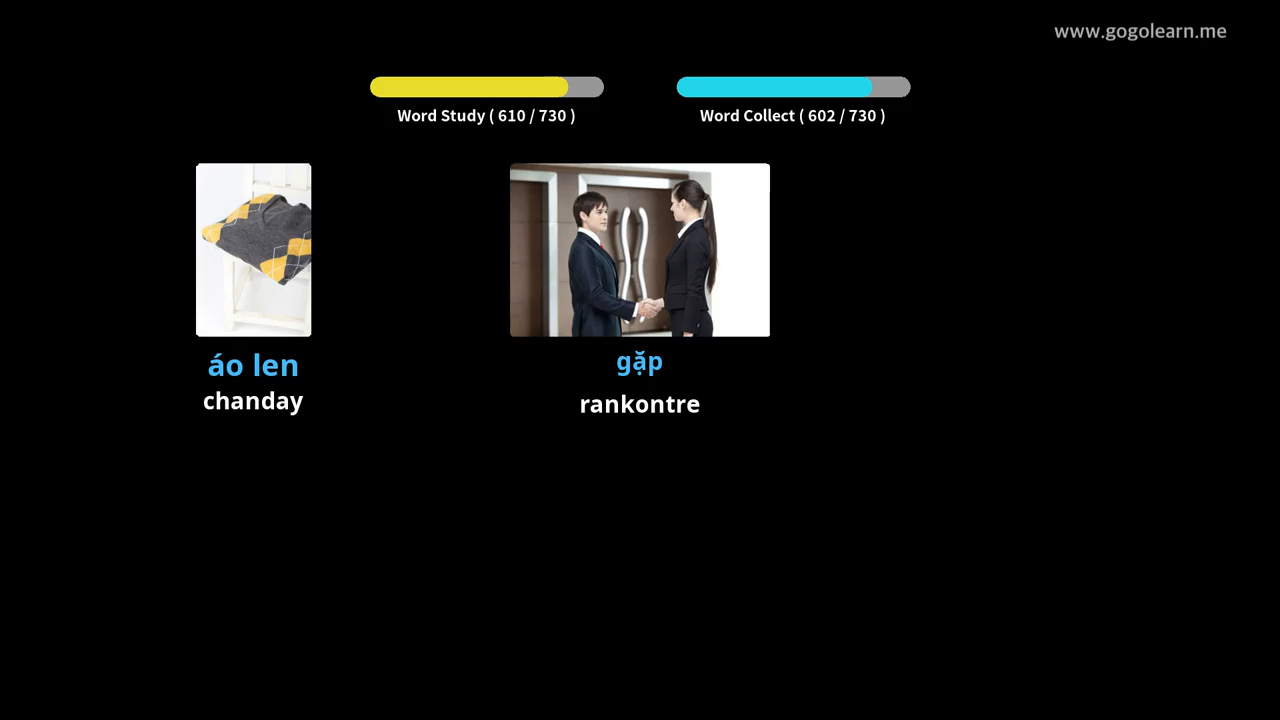 www.gogolearn.me
Word Study ( 610 / 730 )
Word Collect ( 602 / 730 )
áo len
chanday
gặp
rankontre